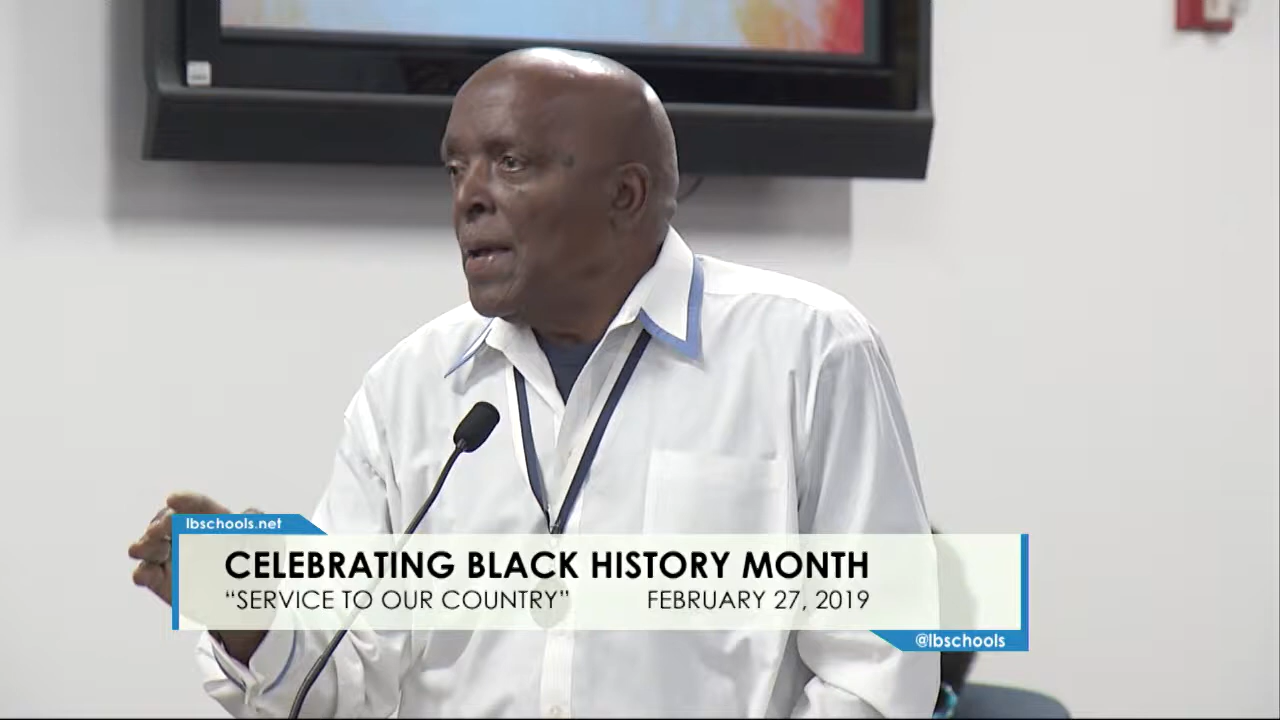 lbschools.net
CELEBRATING BLACK HISTORY MONTH
“SERVICE TO OUR COUNTRY” FEBRUARY 27, 2019
@lbschools